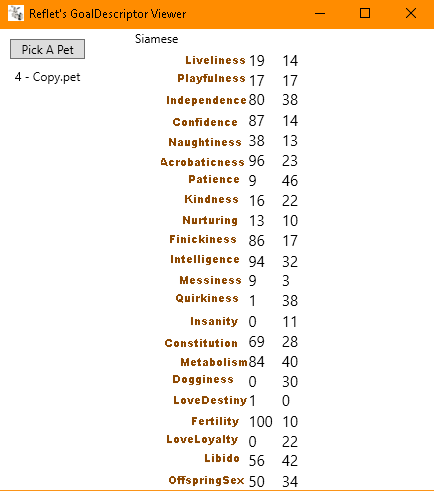 Reflet's GoalDescriptor Viewer
Pick A Pet
Siamese
4 - Copy.pet
Liveliness 19 14
Playfulness 17 17
Independence 80 38
Confidence 87 14
Naughtiness 38 13
Acrobaticness 96 23
Patience 9 46
Kindness 16 22
Nurturing 13 10
Finickiness 86 17
Intelligence 94 32
Messiness 9 3
Quirkiness 1 38
Insanity 0 11
Constitution 69 28
Metabolism 84 40
Dogginess 0 30
LoveDestiny 1 0
Fertility 100 10
LoveLoyalty 0 22
Libido 56 42
OffspringSex 50 34